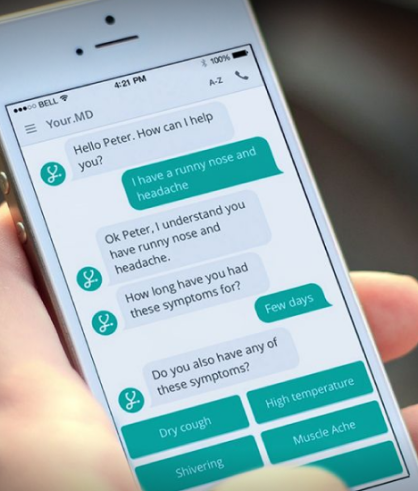 BELL 4:21 PM 100%
Your.MD A-Z
Hello Peter. How can I help
you?
I have a runny nose and
headache
Ok Peter, I understand you
have runny nose and
headache.
How long have you had
these symptoms for?
Few days
Do you also have any of
these symptoms?
Dry cough High temperature
Shivering Muscle Ache